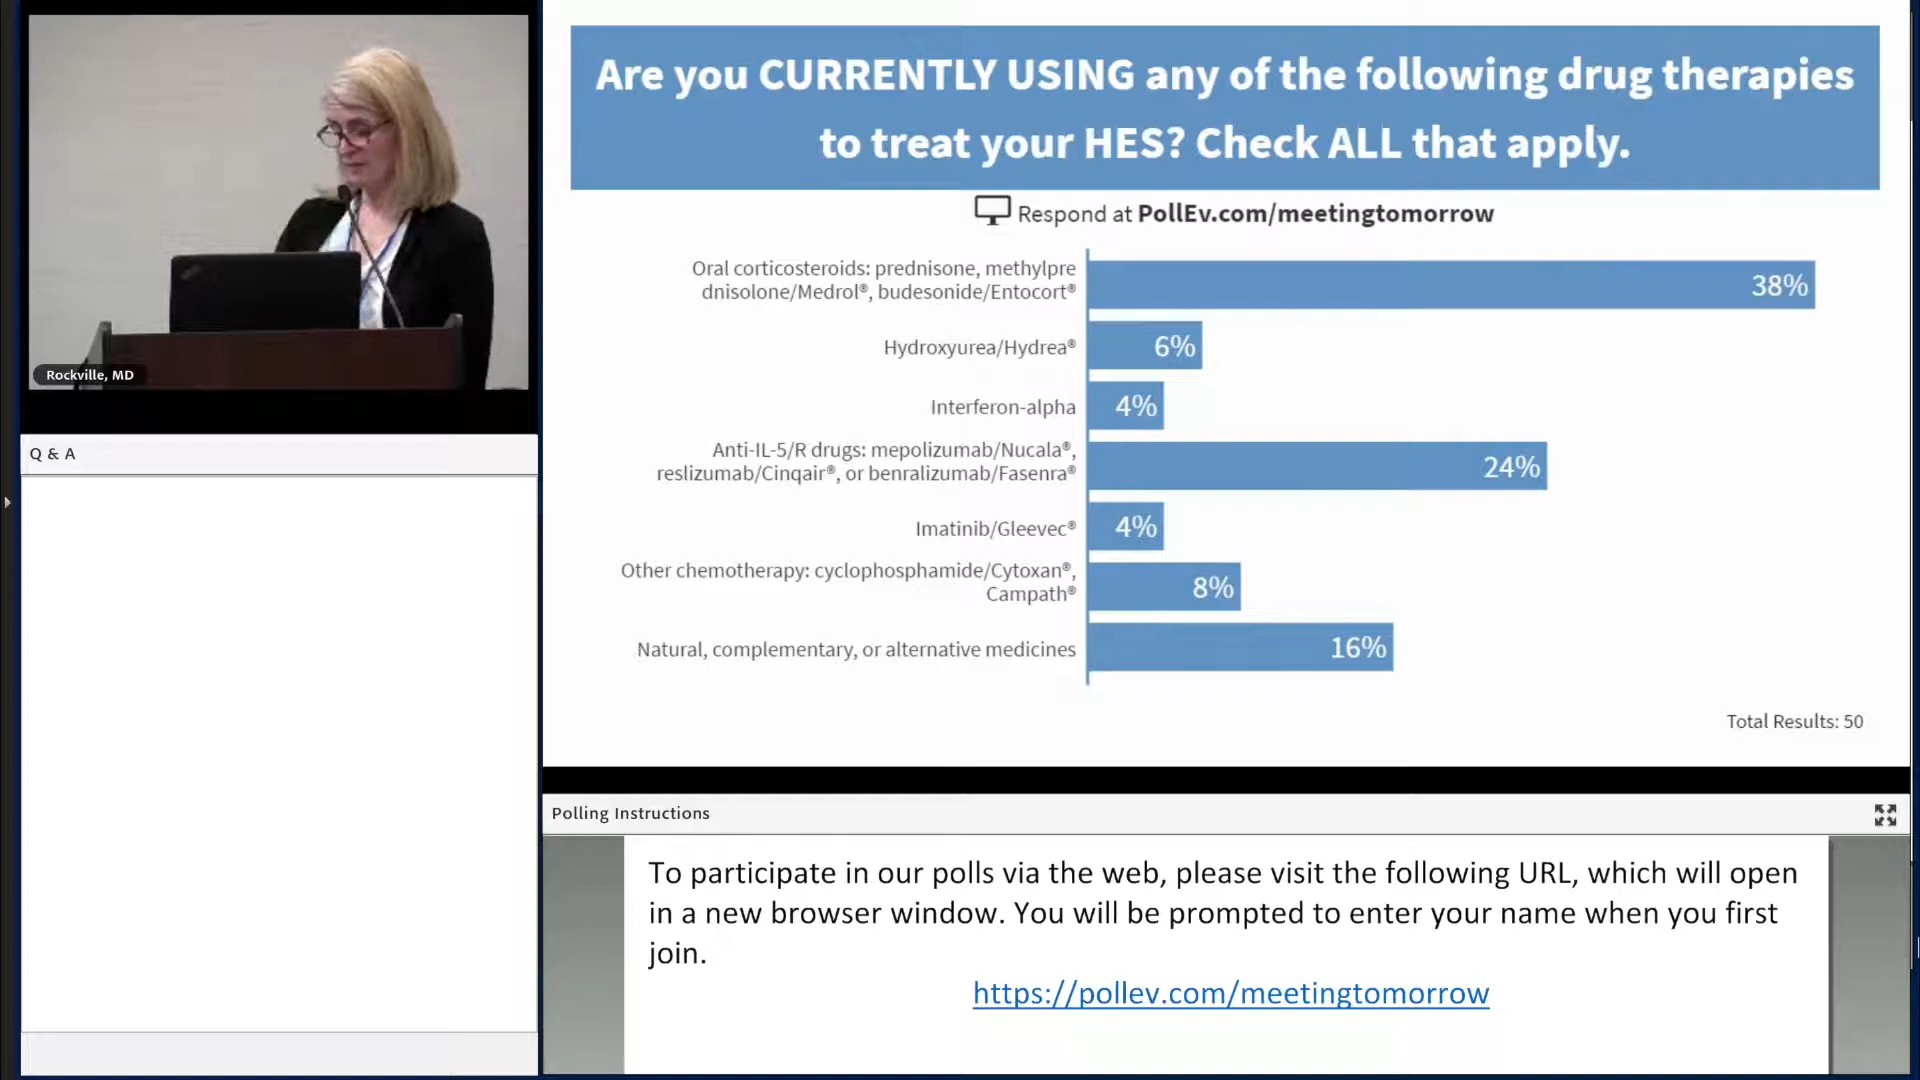 Rockville, MD
Q & A
Are you CURRENTLY USING any of the following drug therapies
to treat your HES? Check ALL that apply.
Respond at PollEv.com/meetingtomorrow
Oral corticosteroids: prednisone, methylpre
dnisolone/Medrol®, budesonide/Entocort®
38%
Hydroxyurea/Hydrea®
6%
Interferon-alpha
4%
Anti-IL-5/R drugs: mepolizumab/Nucala®,
reslizumab/Cinqair®, or benralizumab/Fasenra®
24%
Imatinib/Gleevec®
4%
Other chemotherapy: cyclophosphamide/Cytoxan®,
Campath®
8%
Natural, complementary, or alternative medicines
16%
Total Results: 50
Polling Instructions
To participate in our polls via the web, please visit the following URL, which will open
in a new browser window. You will be prompted to enter your name when you first
join.
https://pollev.com/meetingtomorrow